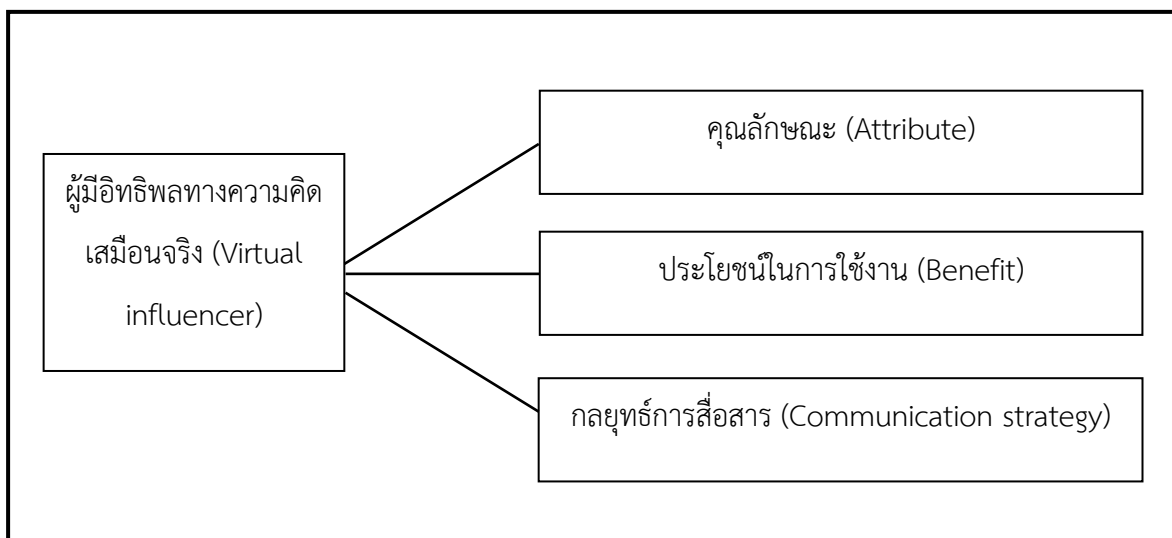 ผู้มีอิทธิพลทางความคิด
เสมือนจริง (Virtual
influencer)
คุณลักษณะ (Attribute)
ประโยชน์ในการใช้งาน (Benefit)
กลยุทธ์การสื่อสาร (Communication strategy)